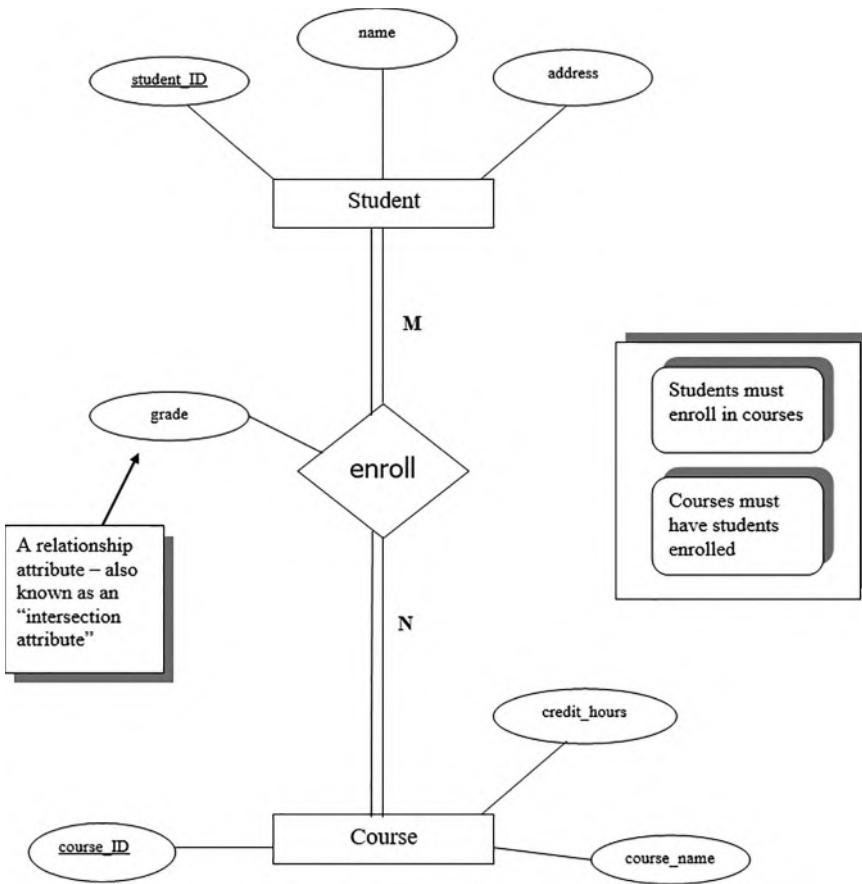 name
student_ID
address
Student
M
Students must
enroll in courses
grade
enroll
Courses must
have students
enrolled
A relationship
attribute – also
known as an
“intersection
attribute”
N
credit_hours
Course
course_ID
course_name